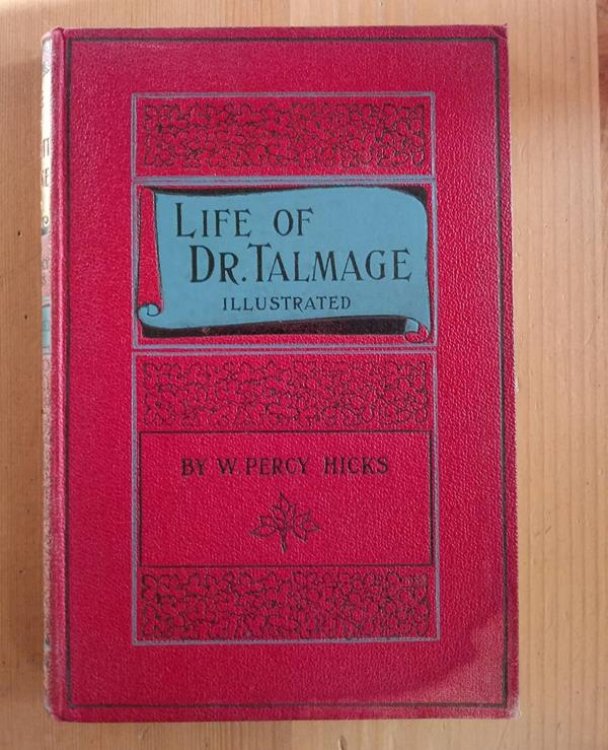 LIFE OF
DR. TALMAGE
ILLUSTRATED
BY W. PERCY HICKS